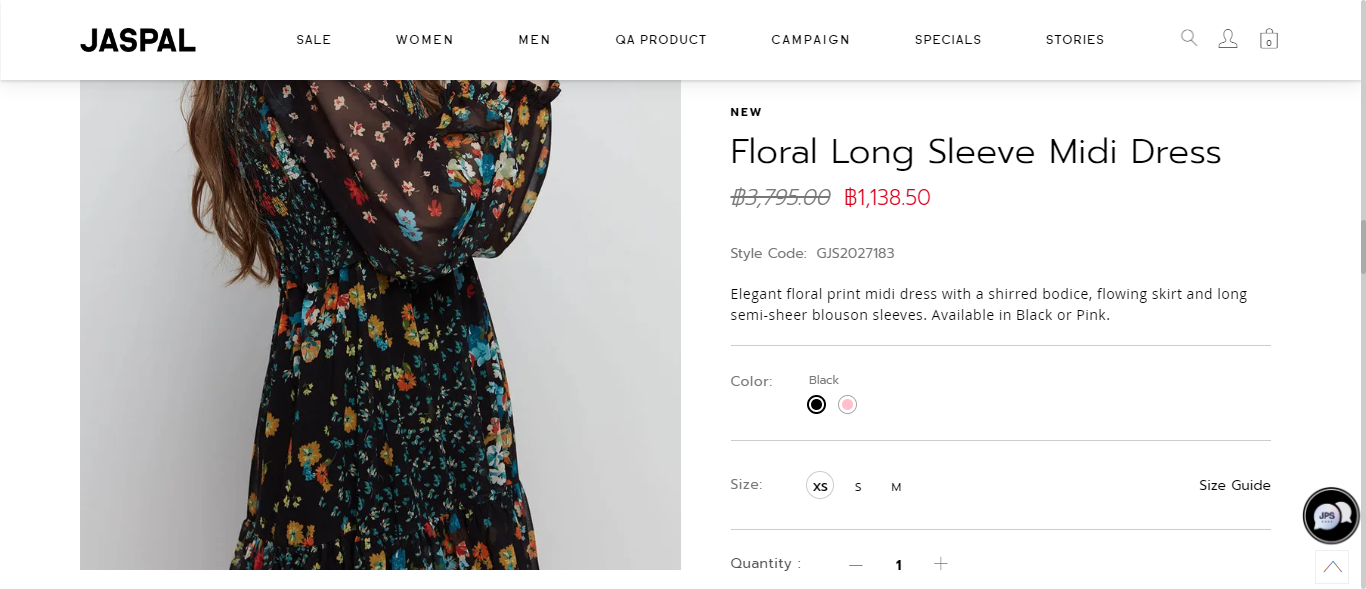 JASPAL
SALE WOMEN MEN QA PRODUCT CAMPAIGN SPECIALS STORIES
0
NEW
Floral Long Sleeve Midi Dress
฿3,795.00 ฿1,138.50
Style Code: GJS2027183
Elegant floral print midi dress with a shirred bodice, flowing skirt and long
semi-sheer blouson sleeves. Available in Black or Pink.
Color: Black
Size: XS S M Size Guide
JPS
Quantity : — 1 +